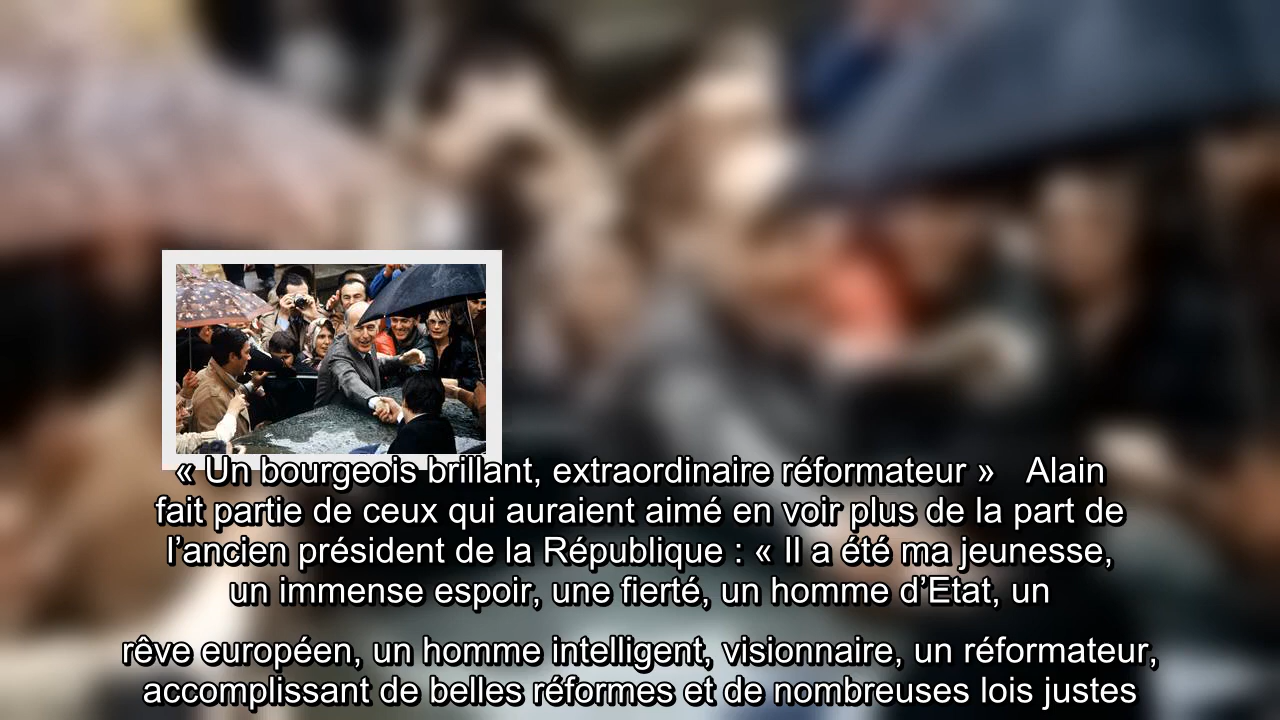 « Un bourgeois brillant, extraordinaire réformateur »   Alain
fait partie de ceux qui auraient aimé en voir plus de la part de
l’ancien président de la République : « Il a été ma jeunesse,
un immense espoir, une fierté, un homme d’Etat, un
rêve européen, un homme intelligent, visionnaire, un réformateur,
accomplissant de belles réformes et de nombreuses lois justes